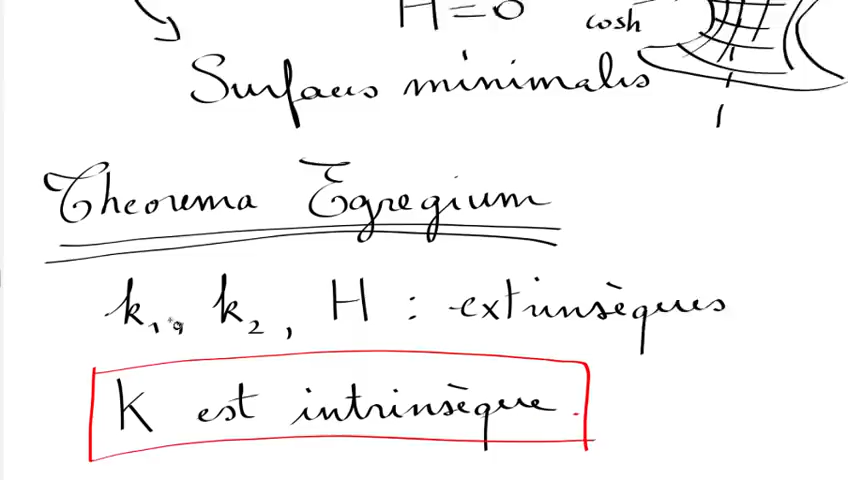 H=0
cosh
Surfaces minimales
Theorema Egregium
k₁, k₂, H : extrinsèques
K est intrinsèque.